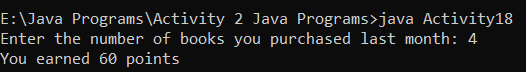 E:\Java Programs\Activity 2 Java Programs>java Activity18
Enter the number of books you purchased last month: 4
You earned 60 points